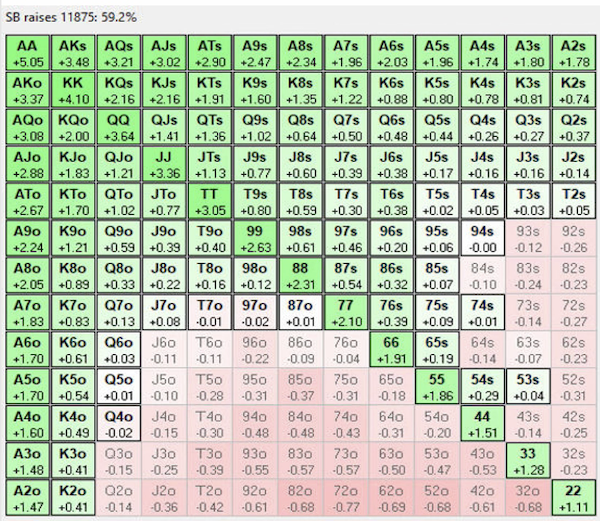 SB raises 11875: 59.2%
AA AKs AQs AJs ATs A9s A8s A7s A6s A5s A4s A3s A2s
+5.05 +3.48 +3.21 +3.02 +2.90 +2.47 +2.34 +1.96 +2.03 +1.96 +1.74 +1.80 +1.78
AKo KK KQs KJs KTs K9s K8s K7s K6s K5s K4s K3s K2s
+3.37 +4.10 +2.16 +2.16 +1.91 +1.60 +1.35 +1.22 +0.88 +0.80 +0.78 +0.81 +0.74
AQo KQo QQ QJs QTs Q9s Q8s Q7s Q6s Q5s Q4s Q3s Q2s
+3.08 +2.00 +3.64 +1.41 +1.36 +1.02 +0.64 +0.50 +0.48 +0.44 +0.26 +0.27 +0.37
AJo KJo QJo JJ JTs J9s J8s J7s J6s J5s J4s J3s J2s
+2.88 +1.83 +1.21 +3.36 +1.13 +0.77 +0.60 +0.39 +0.38 +0.17 +0.16 +0.16 +0.14
ATo KTo QTo JTo TT T9s T8s T7s T6s T5s T4s T3s T2s
+2.67 +1.70 +1.02 +0.77 +3.05 +0.80 +0.59 +0.30 +0.38 +0.02 +0.05 +0.03 +0.05
A9o K9o Q9o J9o T9o 99 98s 97s 96s 95s 94s 93s 92s
+2.24 +1.21 +0.59 +0.39 +0.40 +2.63 +0.61 +0.46 +0.20 +0.06 -0.00 -0.12 -0.26
A8o K8o Q8o J8o T8o 98o 88 87s 86s 85s 84s 83s 82s
+2.05 +0.89 +0.33 +0.22 +0.16 +0.12 +2.31 +0.54 +0.32 +0.07 -0.10 -0.24 -0.23
A7o K7o Q7o J7o T7o 97o 87o 77 76s 75s 74s 73s 72s
+1.83 +0.83 +0.13 +0.08 -0.01 -0.02 +0.01 +2.10 +0.39 +0.09 +0.01 -0.14 -0.27
A6o K6o Q6o J6o T6o 96o 86o 76o 66 65s 64s 63s 62s
+1.70 +0.61 +0.03 -0.11 -0.11 -0.22 -0.09 -0.04 +1.91 +0.19 -0.14 -0.07 -0.23
A5o K5o Q5o J5o T5o 95o 85o 75o 65o 55 54s 53s 52s
+1.70 +0.54 +0.01 -0.10 -0.28 -0.31 -0.37 -0.31 -0.18 +1.86 +0.29 +0.04 -0.31
A4o K4o Q4o J4o T4o 94o 84o 74o 64o 54o 44 43s 42s
+1.60 +0.49 -0.02 -0.15 -0.30 -0.48 -0.48 -0.43 -0.31 -0.20 +1.51 -0.14 -0.25
A3o K3o Q3o J3o T3o 93o 83o 73o 63o 53o 43o 33 32s
+1.48 +0.41 -0.15 -0.25 -0.39 -0.55 -0.57 -0.60 -0.50 -0.47 -0.53 +1.28 -0.23
A2o K2o Q2o J2o T2o 92o 82o 72o 62o 52o 42o 32o 22
+1.47 +0.41 -0.14 -0.36 -0.42 -0.61 -0.68 -0.77 -0.69 -0.68 -0.61 -0.68 +1.11